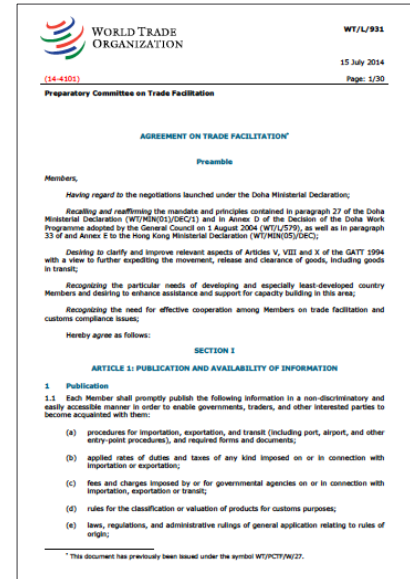 WORLD TRADE
ORGANIZATION
WT/L/931
15 July 2014
(14-4101)
Page: 1/30
Preparatory Committee on Trade Facilitation
AGREEMENT ON TRADE FACILITATION*
Preamble
Members,
Having regard to the negotiations launched under the Doha Ministerial Declaration;
Recalling and reaffirming the mandate and principles contained in paragraph 27 of the Doha
Ministerial Declaration (WT/MIN(01)/DEC/1) and in Annex D of the Decision of the Doha Work
Programme adopted by the General Council on 1 August 2004 (WT/L/579), as well as in paragraph
33 of and Annex E to the Hong Kong Ministerial Declaration (WT/MIN(05)/DEC);
Desiring to clarify and improve relevant aspects of Articles V, VIII and X of the GATT 1994
with a view to further expediting the movement, release and clearance of goods, including goods
in transit;
Recognizing the particular needs of developing and especially least-developed country
Members and desiring to enhance assistance and support for capacity building in this area;
Recognizing the need for effective cooperation among Members on trade facilitation and
customs compliance issues;
Hereby agree as follows:
SECTION I
ARTICLE 1: PUBLICATION AND AVAILABILITY OF INFORMATION
1 Publication
1.1 Each Member shall promptly publish the following information in a non-discriminatory and
easily accessible manner in order to enable governments, traders, and other interested parties to
become acquainted with them:
(a) procedures for importation, exportation, and transit (including port, airport, and other
entry-point procedures), and required forms and documents;
(b) applied rates of duties and taxes of any kind imposed on or in connection with
importation or exportation;
(c) fees and charges imposed by or for governmental agencies on or in connection with
importation, exportation or transit;
(d) rules for the classification or valuation of products for customs purposes;
(e) laws, regulations, and administrative rulings of general application relating to rules of
origin;
* This document has previously been issued under the symbol WT/PCTF/W/27.